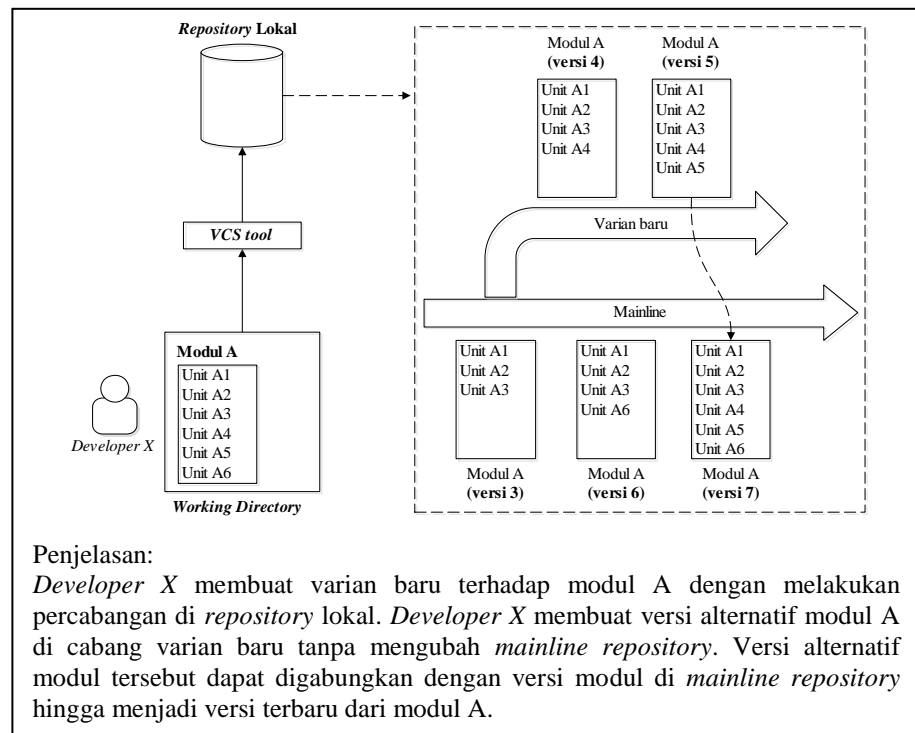 Repository Lokal
Modul A
(versi 4)
Unit A1
Unit A2
Unit A3
Unit A4
Modul A
(versi 5)
Unit A1
Unit A2
Unit A3
Unit A4
Unit A5
Varian baru
VCS tool
Mainline
Modul A
Unit A1
Unit A2
Unit A3
Unit A4
Unit A5
Unit A6
Developer X
Working Directory
Unit A1
Unit A2
Unit A3
Modul A
(versi 3)
Unit A1
Unit A2
Unit A3
Unit A6
Modul A
(versi 6)
Unit A1
Unit A2
Unit A3
Unit A4
Unit A5
Unit A6
Modul A
(versi 7)
Penjelasan:
Developer X membuat varian baru terhadap modul A dengan melakukan
percabangan di repository lokal. Developer X membuat versi alternatif modul A
di cabang varian baru tanpa mengubah mainline repository. Versi alternatif
modul tersebut dapat digabungkan dengan versi modul di mainline repository
hingga menjadi versi terbaru dari modul A.